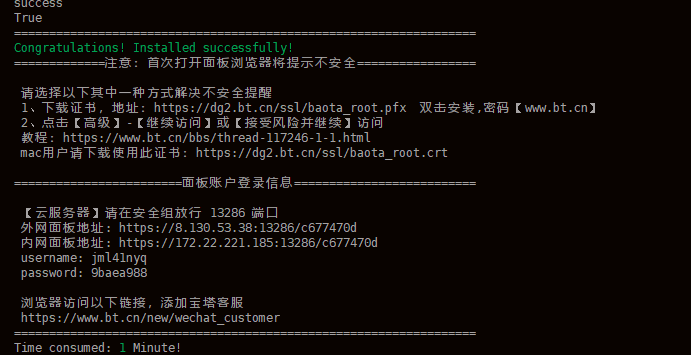 success
True
==================================================================
Congratulations! Installed successfully!
=============注意: 首次打开面板浏览器将提示不安全=================
请选择以下其中一种方式解决不安全提醒
1、下载证书, 地址: https://dg2.bt.cn/ssl/baota_root.pfx 双击安装,密码【www.bt.cn】
2、点击【高级】-【继续访问】或【接受风险并继续】访问
教程: https://www.bt.cn/bbs/thread-117246-1-1.html
mac用户请下载使用此证书: https://dg2.bt.cn/ssl/baota_root.crt
========================面板账户登录信息==========================
【云服务器】请在安全组放行 13286 端口
外网面板地址: https://8.130.53.38:13286/c677470d
内网面板地址: https://172.22.221.185:13286/c677470d
username: jml41nyq
password: 9baea988
浏览器访问以下链接, 添加宝塔客服
https://www.bt.cn/new/wechat_customer
==================================================================
Time consumed: 1 Minute!